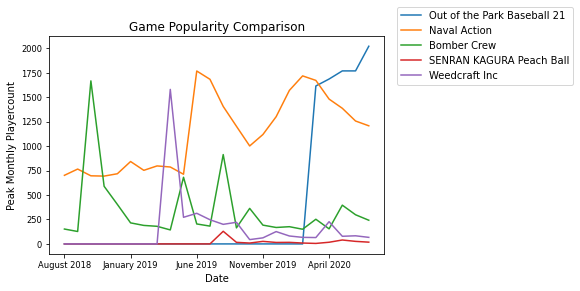 Game Popularity Comparison
Out of the Park Baseball 21
Naval Action
Bomber Crew
SENRAN KAGURA Peach Ball
Weedcraft Inc
Peak Monthly Playercount
2000
1750
1500
1250
1000
750
500
250
0
August 2018 January 2019 June 2019 November 2019 April 2020
Date